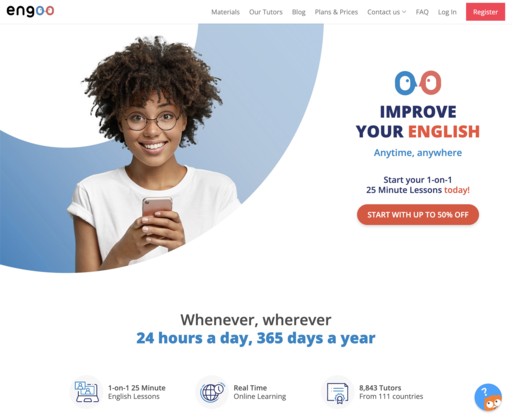 engoo
Materials Our Tutors Blog Plans & Prices Contact us FAQ Log In Register
IMPROVE
YOUR ENGLISH
Anytime, anywhere
Start your 1-on-1
25 Minute Lessons today!
START WITH UP TO 50% OFF
Whenever, wherever
24 hours a day, 365 days a year
1-on-1 25 Minute
English Lessons
Real Time
Online Learning
8,843 Tutors
From 111 countries
?